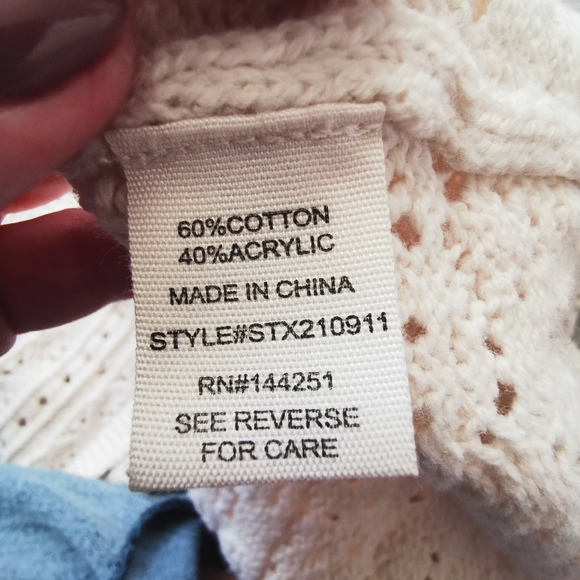 60%COTTON
40%ACRYLIC
MADE IN CHINA
STYLE#STX210911
RN#144251
SEE REVERSE
FOR CARE